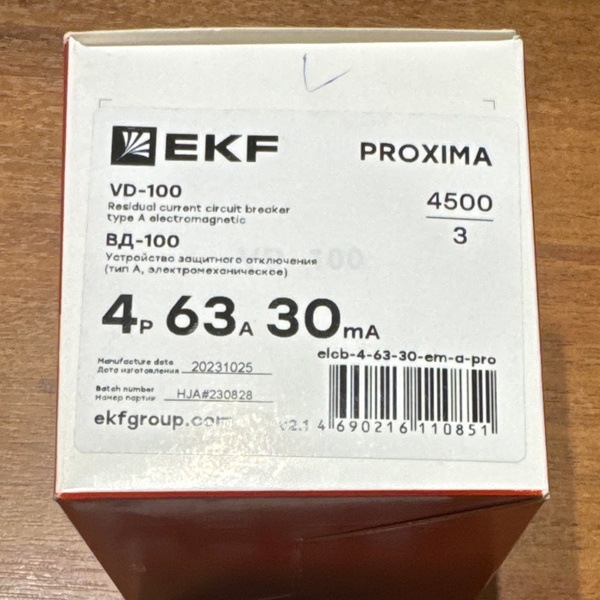 EKF
PROXIMA
VD-100
Residual current circuit breaker
type A electromagnetic
4500
3
ВД-100
Устройство защитного отключения
(тип А, электромеханическое)
4P 63A 30mA
elcb-4-63-30-em-a-pro
Manufacture date
Дата изготовления 20231025
Batch number
Номер партии HJA#230828
ekfgroup.com
v2.1
4 690216 110851